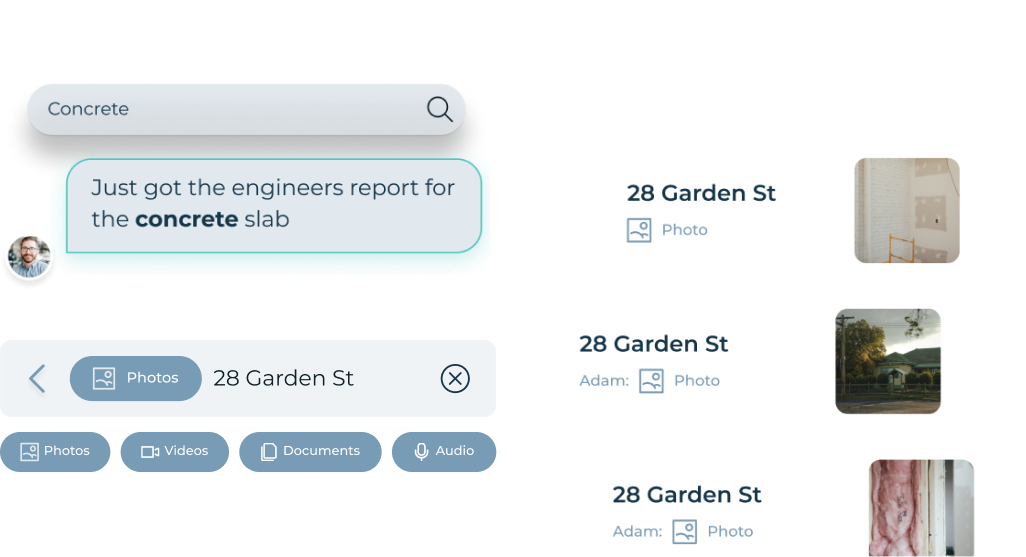 Concrete
Just got the engineers report for
the concrete slab
Photos 28 Garden St
Photos Videos Documents Audio
28 Garden St
Photo
28 Garden St
Adam: Photo
28 Garden St
Adam: Photo